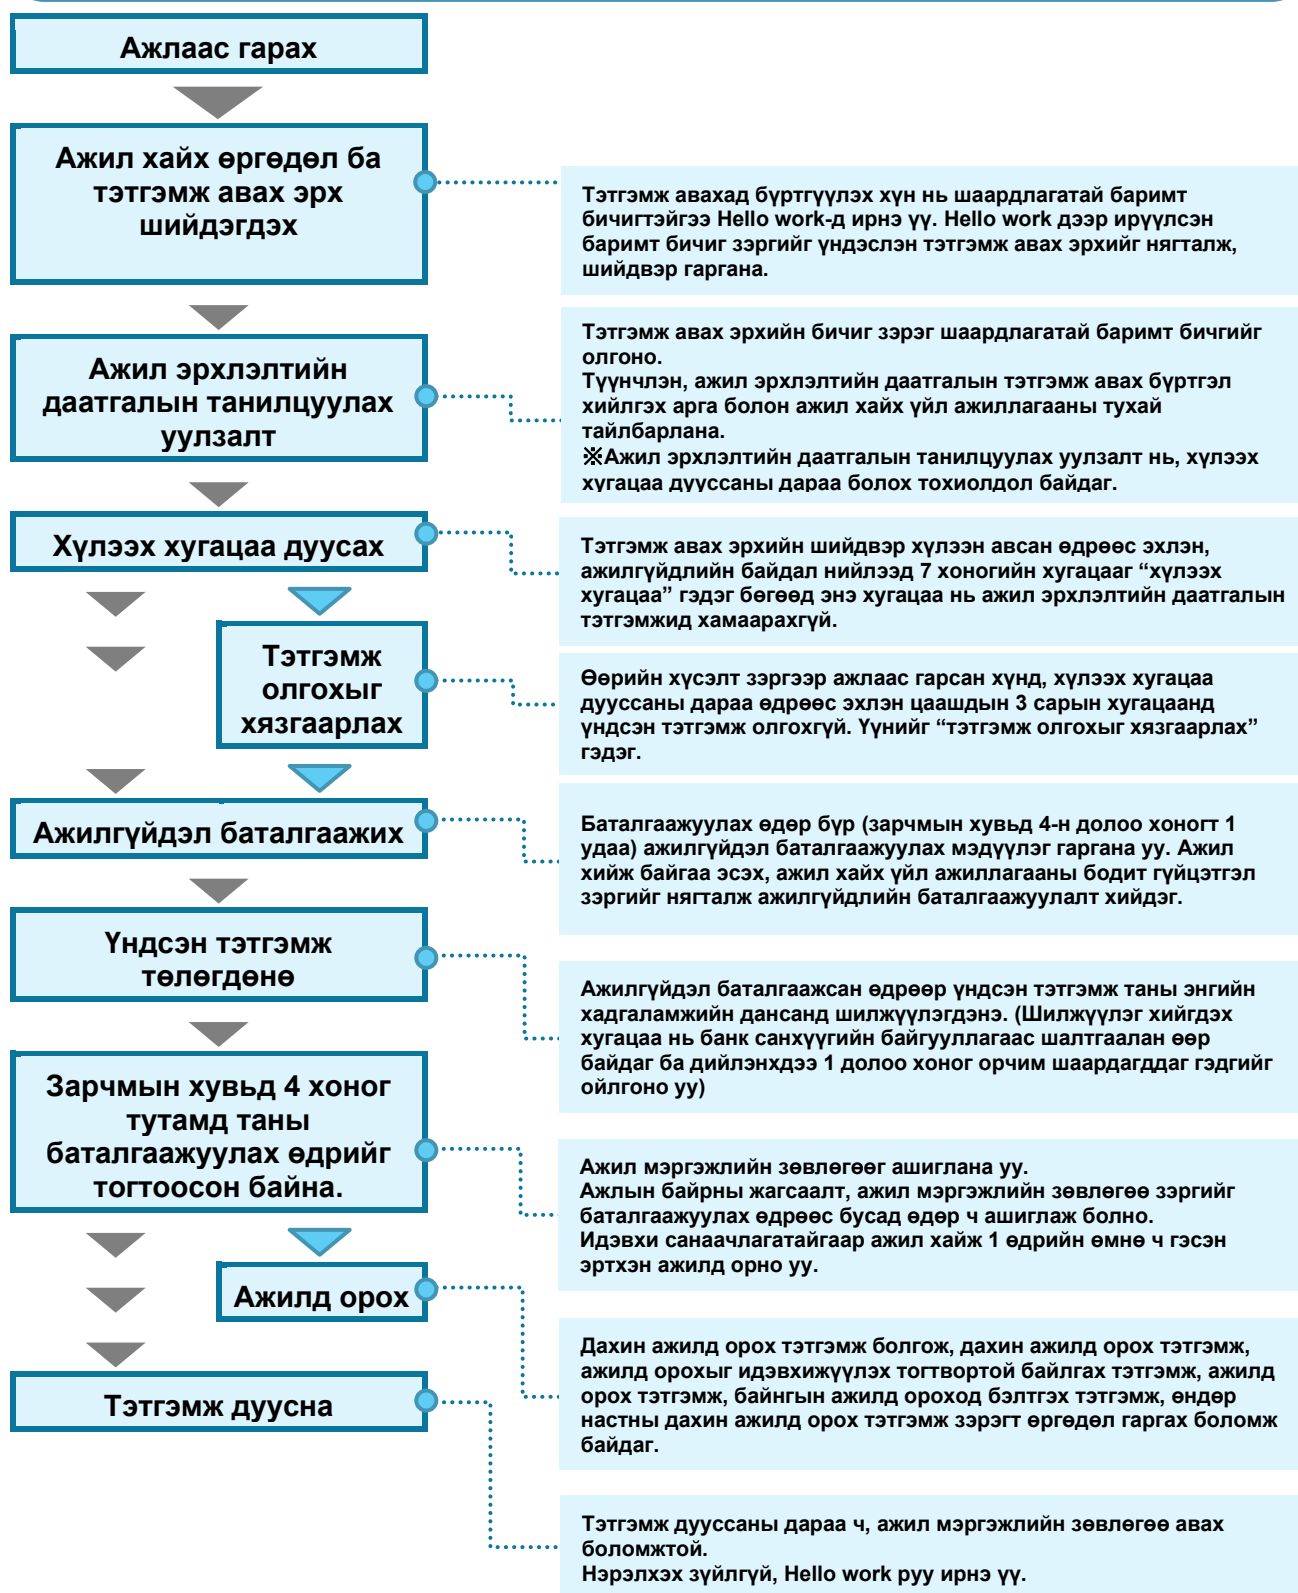 Ажлаас гарах
Ажил хайх өргөдөл ба
тэтгэмж авах эрх
шийдэгдэх
Тэтгэмж авахад бүртгүүлэх хүн нь шаардлагатай баримт
бичигтэйгээ Hello work-д ирнэ үү. Hello work дээр ирүүлсэн
баримт бичиг зэргийг үндэслэн тэтгэмж авах эрхийг нягталж,
шийдвэр гаргана.
Ажил эрхлэлтийн
даатгалын танилцуулах
уулзалт
Тэтгэмж авах эрхийн бичиг зэрэг шаардлагатай баримт бичгийг
олгоно.
Түүнчлэн, ажил эрхлэлтийн даатгалын тэтгэмж авах бүртгэл
хийлгэх арга болон ажил хайх үйл ажиллагааны тухай
тайлбарлана.
※Ажил эрхлэлтийн даатгалын танилцуулах уулзалт нь, хүлээх
хугацаа дууссаны дараа болох тохиолдол байдаг.
Хүлээх хугацаа дуусах
Тэтгэмж авах эрхийн шийдвэр хүлээн авсан өдрөөс эхлэн,
ажилгүйдлийн байдал нийлээд 7 хоногийн хугацааг “хүлээх
хугацаа” гэдэг бөгөөд энэ хугацаа нь ажил эрхлэлтийн даатгалын
тэтгэмжид хамаарахгүй.
Тэтгэмж
олгохыг
хязгаарлах
Өөрийн хүсэлт зэргээр ажлаас гарсан хүнд, хүлээх хугацаа
дууссаны дараа өдрөөс эхлэн цаашдын 3 сарын хугацаанд
үндсэн тэтгэмж олгохгүй. Үүнийг “тэтгэмж олгохыг хязгаарлах”
гэдэг.
Ажилгүйдэл баталгаажих
Баталгаажуулах өдөр бүр (зарчмын хувьд 4-н долоо хоногт 1
удаа) ажилгүйдэл баталгаажуулах мэдүүлэг гаргана уу. Ажил
хийж байгаа эсэх, ажил хайх үйл ажиллагааны бодит гүйцэтгэл
зэргийг нягталж ажилгүйдлийн баталгаажуулалт хийдэг.
Үндсэн тэтгэмж
төлөгдөнө
Ажилгүйдэл баталгаажсан өдрөөр үндсэн тэтгэмж таны энгийн
хадгаламжийн дансанд шилжүүлэгдэнэ. (Шилжүүлэг хийгдэх
хугацаа нь банк санхүүгийн байгууллагаас шалтгаалан өөр
байдаг ба дийлэнхдээ 1 долоо хоног орчим шаардагддаг гэдгийг
ойлгоно уу)
Зарчмын хувьд 4 хоног
тутамд таны
баталгаажуулах өдрийг
тогтоосон байна.
Ажил мэргэжлийн зөвлөгөөг ашиглана уу.
Ажлын байрны жагсаалт, ажил мэргэжлийн зөвлөгөө зэргийг
баталгаажуулах өдрөөс бусад өдөр ч ашиглаж болно.
Идэвхи санаачлагатайгаар ажил хайж 1 өдрийн өмнө ч гэсэн
эртхэн ажилд орно уу.
Ажилд орох
Дахин ажилд орох тэтгэмж болгож, дахин ажилд орох тэтгэмж,
ажилд орохыг идэвхижүүлэх тогтвортой байлгах тэтгэмж, ажилд
орох тэтгэмж, байнгын ажилд ороход бэлтгэх тэтгэмж, өндөр
настны дахин ажилд орох тэтгэмж зэрэгт өргөдөл гаргах боломж
байдаг.
Тэтгэмж дуусна
Тэтгэмж дууссаны дараа ч, ажил мэргэжлийн зөвлөгөө авах
боломжтой.
Нэрэлхэх зүйлгүй, Hello work руу ирнэ үү.